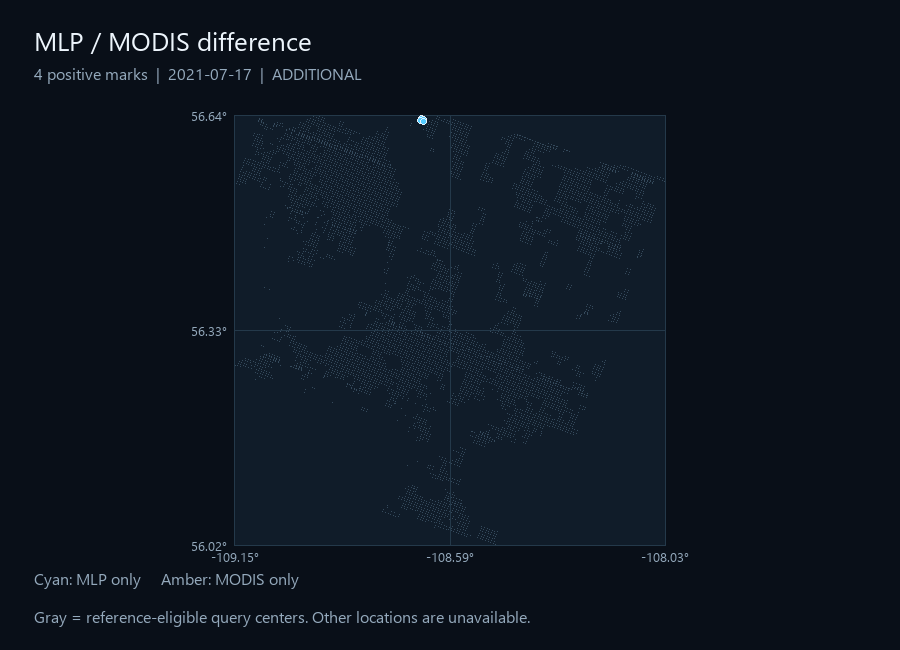 MLP / MODIS difference
4 positive marks | 2021-07-17 | ADDITIONAL
56.64°
56.33°
56.02°
-109.15° -108.59° -108.03°
Cyan: MLP only Amber: MODIS only
Gray = reference-eligible query centers. Other locations are unavailable.